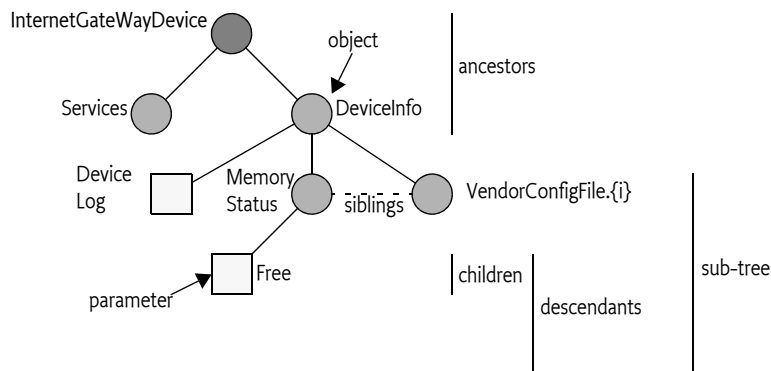 InternetGateWayDevice
object
ancestors
Services
DeviceInfo
Device
Log
Memory
Status
siblings
VendorConfigFile.{i}
Free
parameter
children
descendants
sub-tree